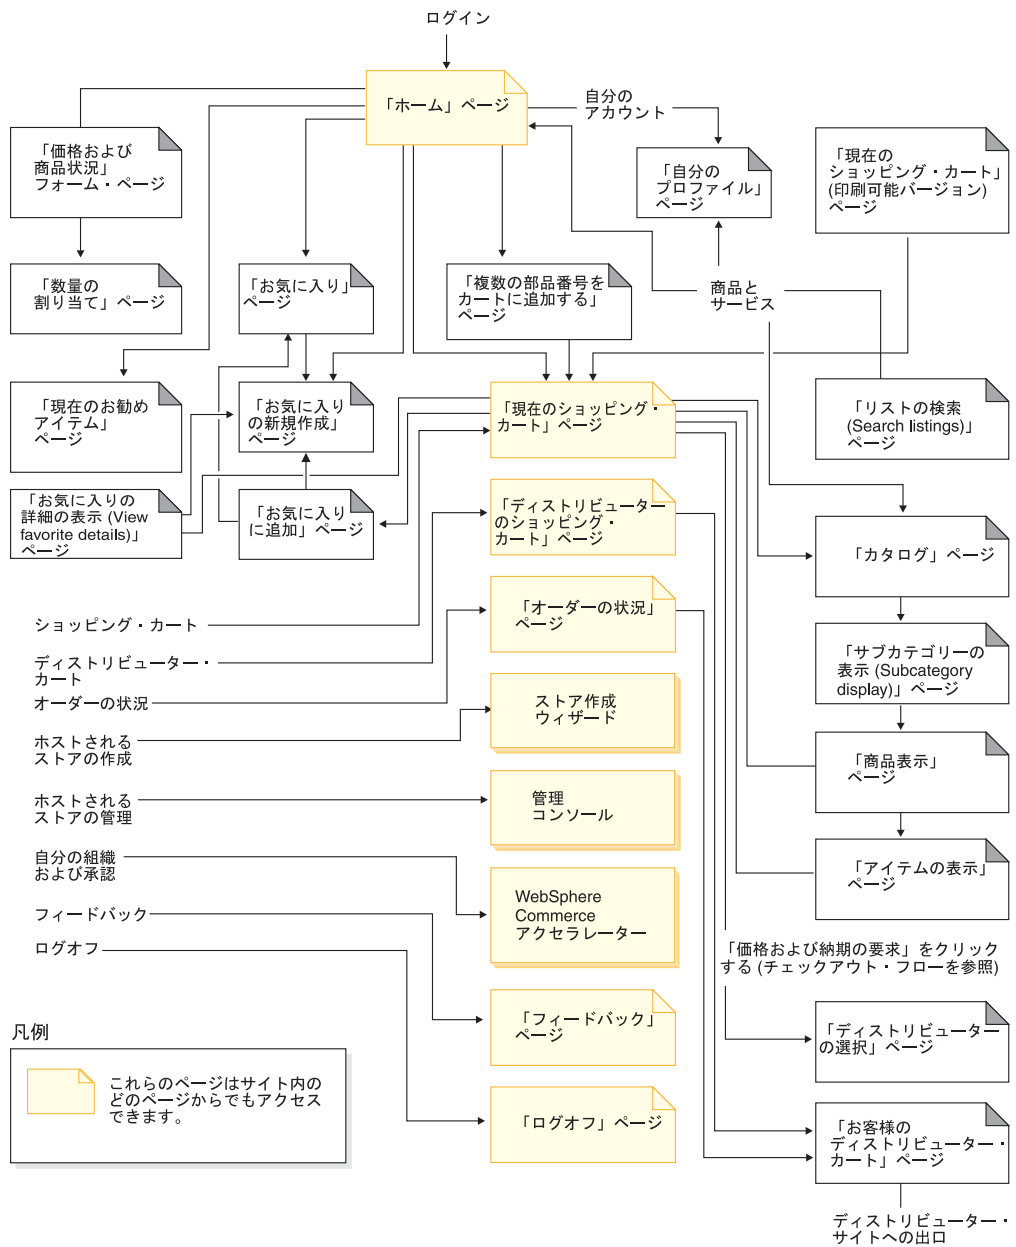 ログイン
「ホーム」ページ
自分の
アカウント
「価格および
商品状況」
フォーム・ページ
「自分の
プロファイル」
ページ
「現在の
ショッピング・カート」
(印刷可能バージョン)
ページ
「数量の
割り当て」ページ
「お気に入り」
ページ
「複数の部品番号を
カートに追加する」
ページ
商品と
サービス
「現在のお勧め
アイテム」
ページ
「お気に入り
の新規作成」
ページ
「現在のショッピング・
カート」ページ
「リストの検索
(Search listings)」
ページ
「お気に入りの
詳細の表示 (View
favorite details)」
ページ
「お気に入り
に追加」ページ
「ディストリビューター
のショッピング・
カート」ページ
「カタログ」ページ
「オーダーの状況」
ページ
ショッピング・カート
ディストリビューター・
カート
オーダーの状況
「サブカテゴリーの
表示 (Subcategory
display)」ページ
ストア作成
ウィザード
ホストされる
ストアの作成
「商品表示」
ページ
ホストされる
ストアの管理
管理
コンソール
自分の組織
および承認
「アイテムの表示」
ページ
WebSphere
Commerce
アクセラレーター
フィードバック
ログオフ
「価格および納期の要求」をクリック
する (チェックアウト・フローを参照)
「フィードバック」
ページ
「ディストリビューター
の選択」ページ
凡例
これらのページはサイト内の
どのページからでもアクセス
できます。
「ログオフ」ページ
「お客様の
ディストリビューター・
カート」ページ
ディストリビューター・
サイトへの出口